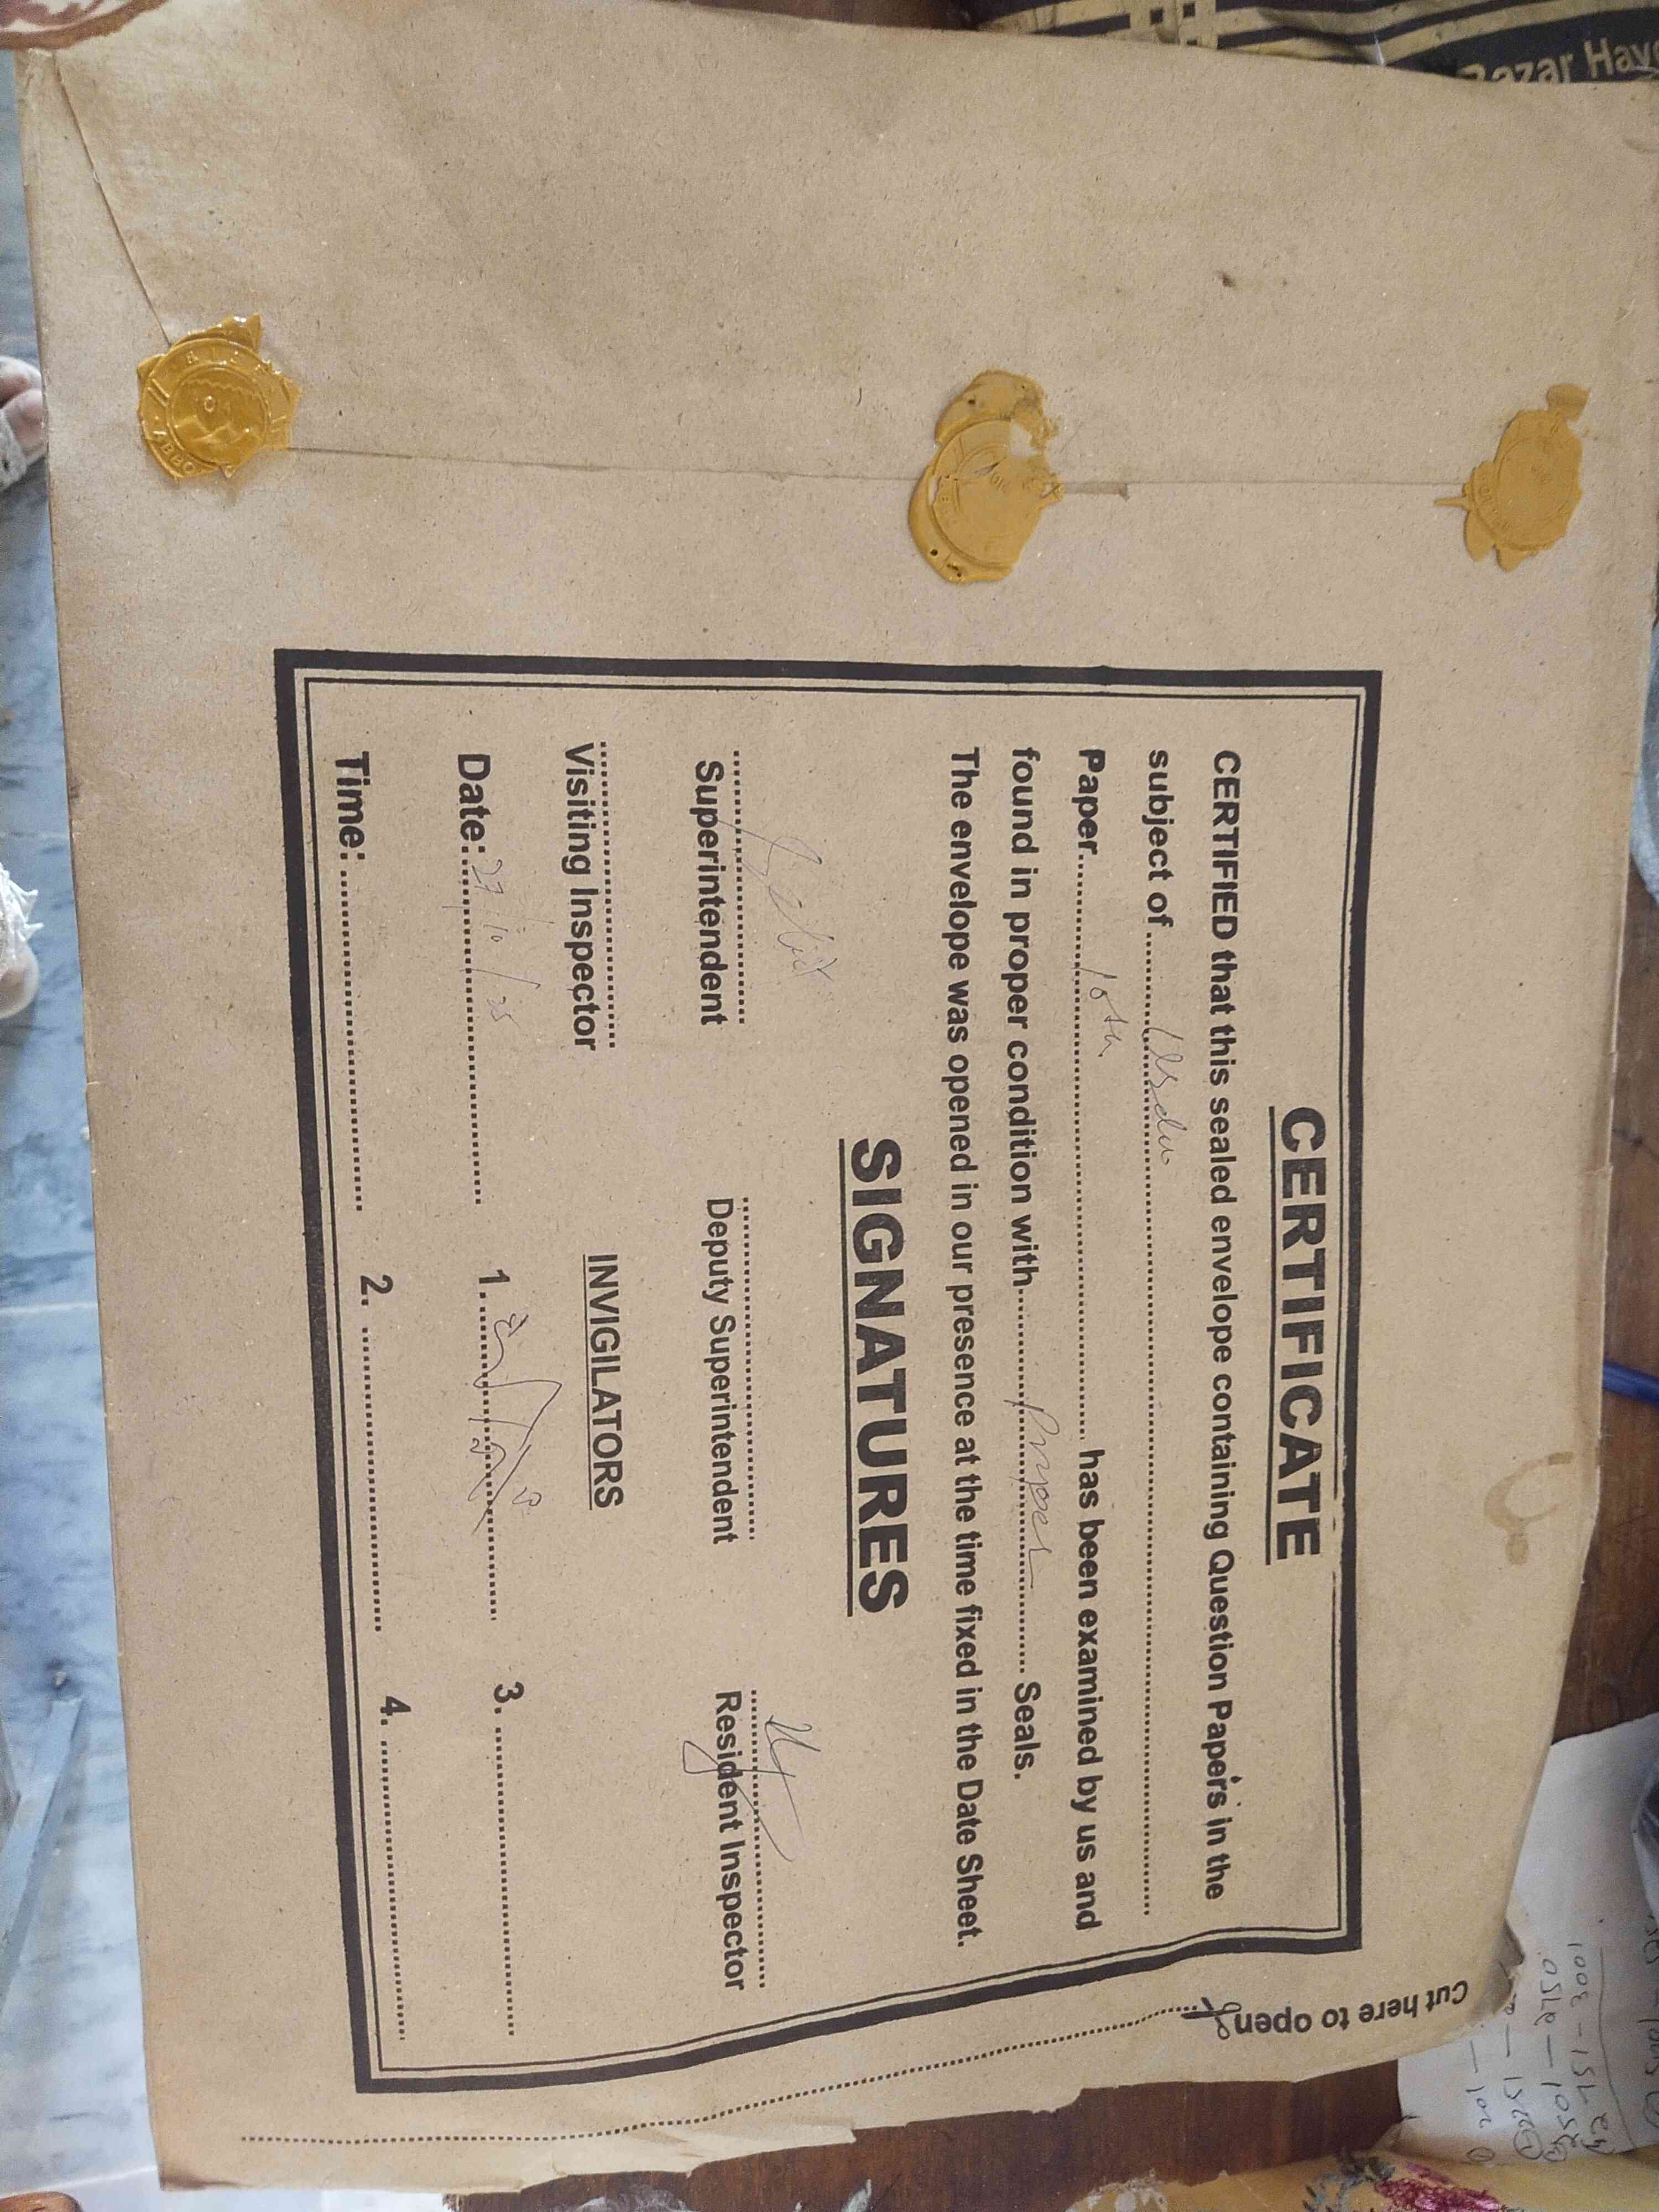 Bazar Hav
CERTIFICATE
CERTIFIED that this sealed envelope containing Question Papers in the
subject of ........ Urdu ........
Paper........ 10th ........ has been examined by us and
found in proper condition with........ Proper ........ Seals.
The envelope was opened in our presence at the time fixed in the Date Sheet.
SIGNATURES
Superintendent Deputy Superintendent Resident Inspector
Visiting Inspector INVIGILATORS
Date: 27/10/25 1. 3.
Time: 2. 4.
Cut here to open